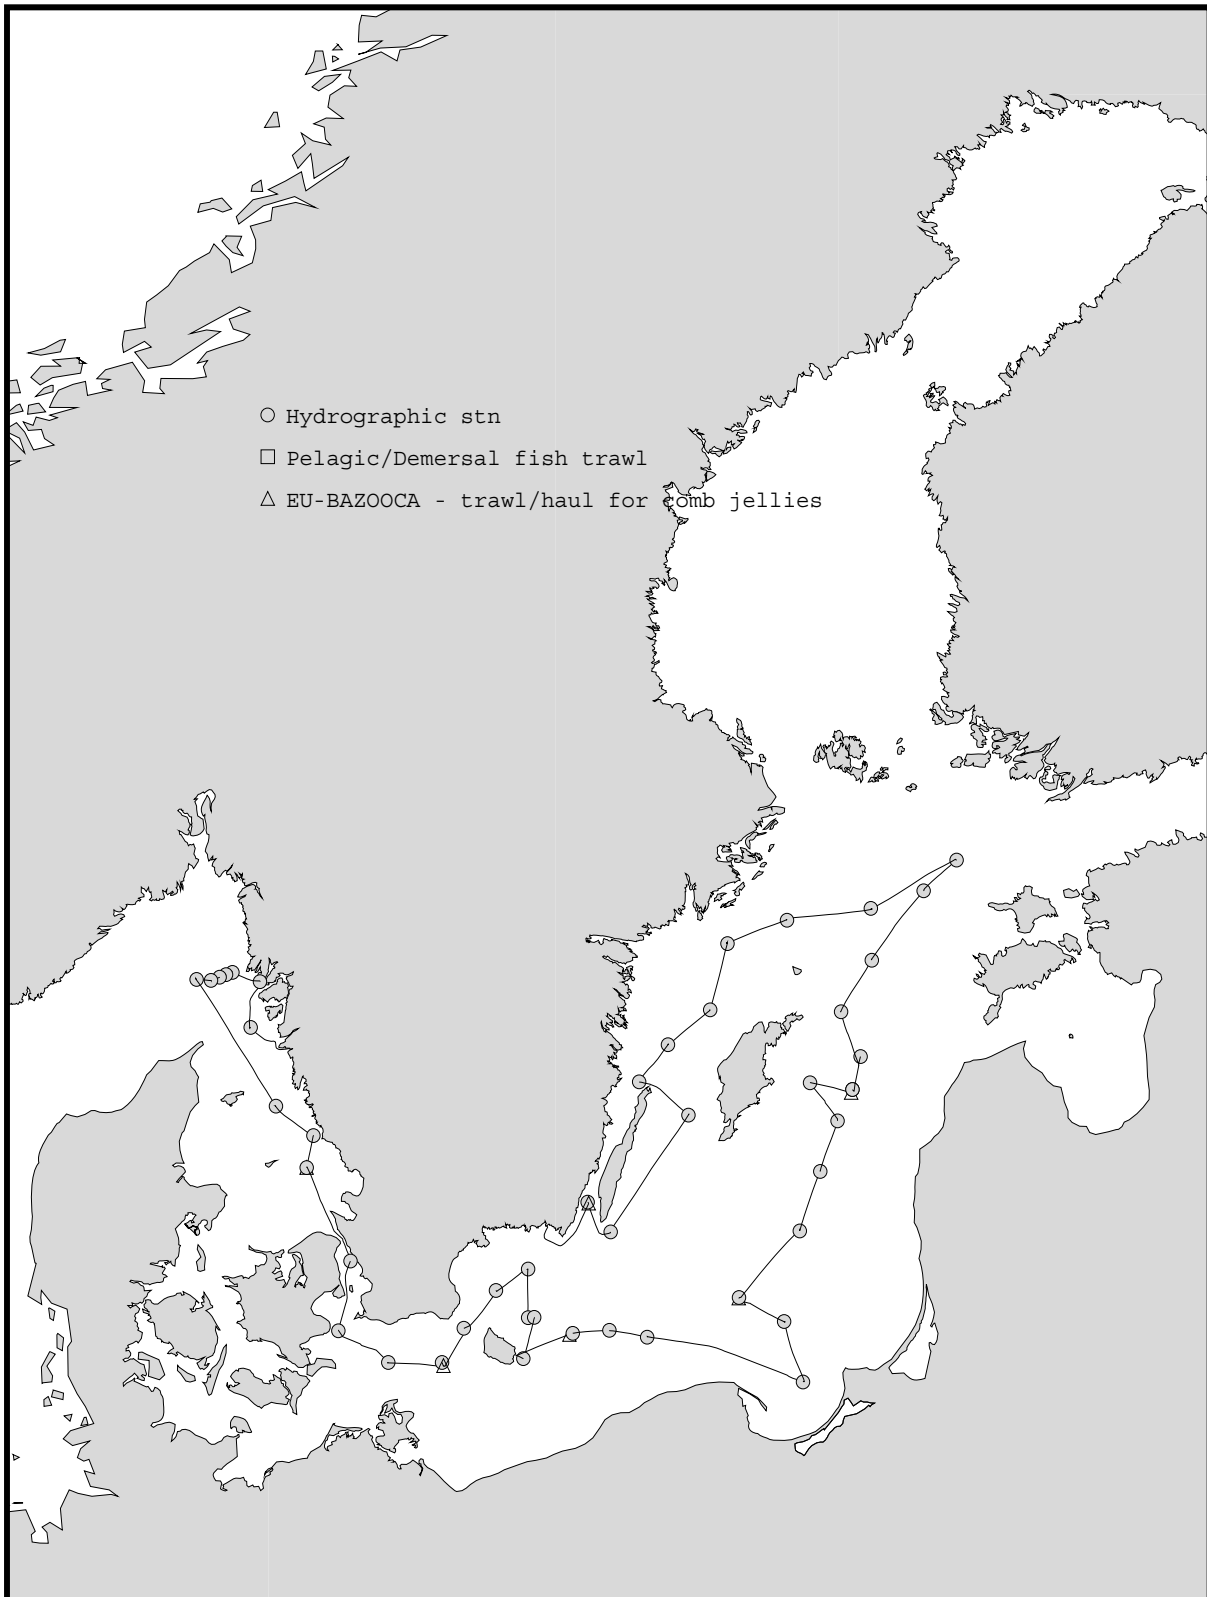 Hydrographic stn
Pelagic/Demersal fish trawl
EU-BAZOOCA - trawl/haul for comb jellies